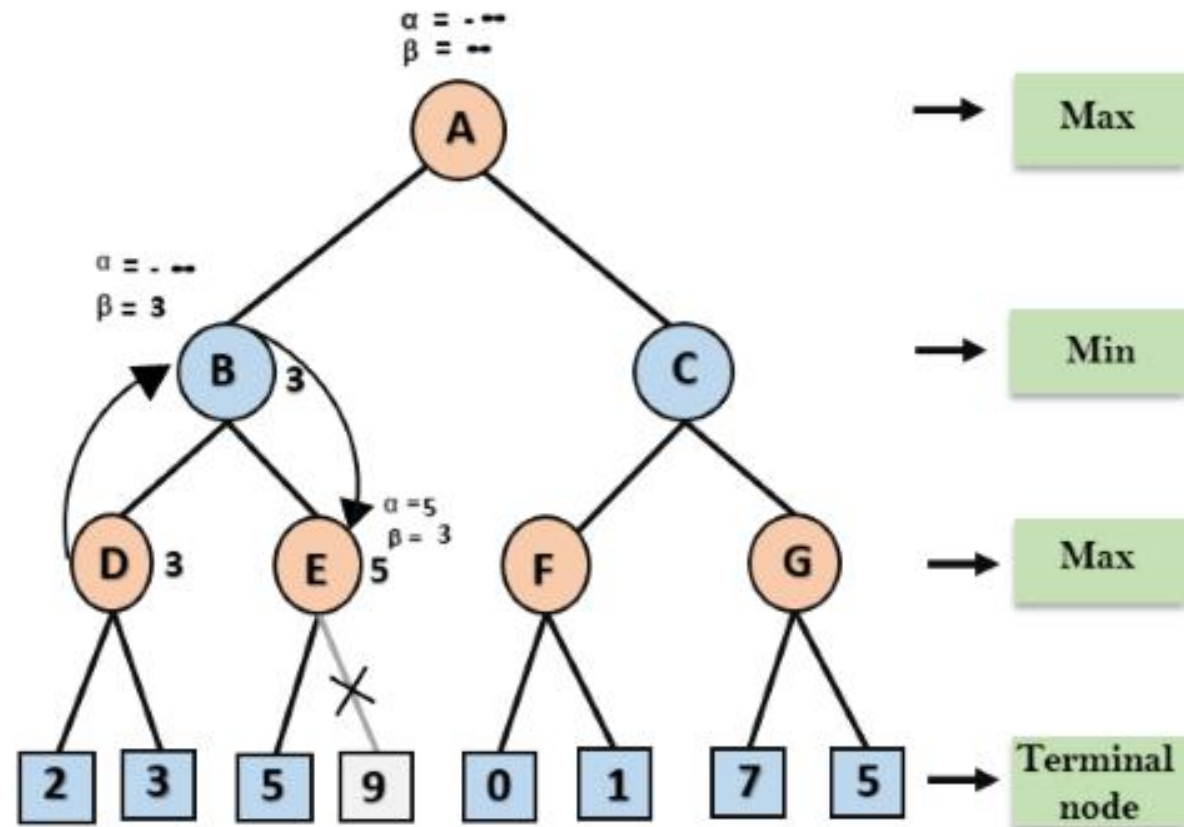 α = - ∞
β = ∞
A
Max
α = - ∞
β = 3
B
3
C
Min
α = 5
β = 3
D
3
E
5
F
G
Max
2
3
5
9
0
1
7
5
Terminal
node